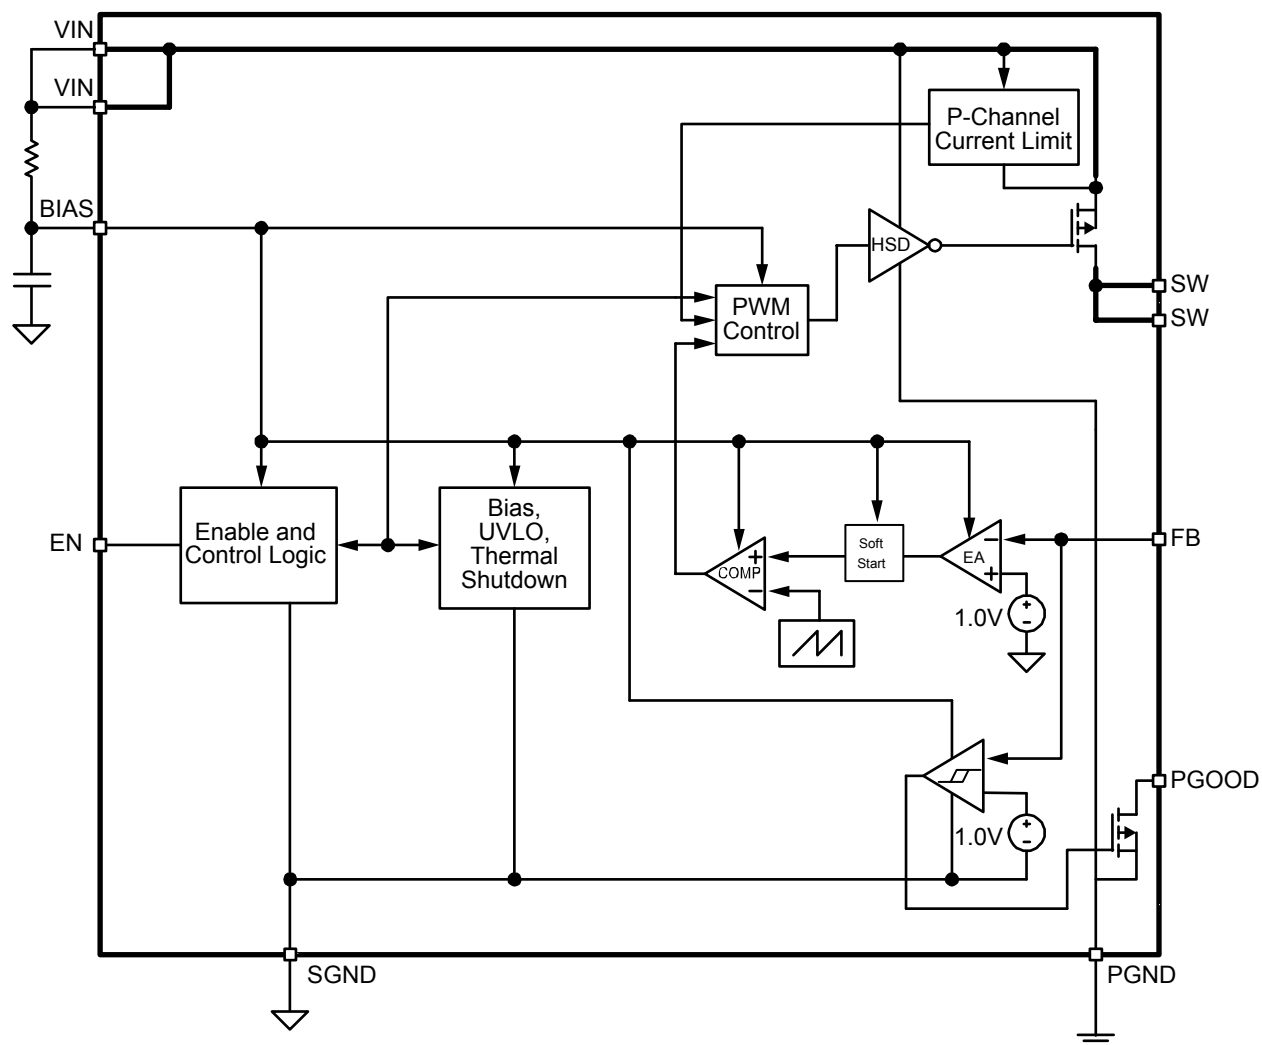 VIN
VIN
P-Channel
Current Limit
BIAS
HSD
SW
PWM
Control
SW
EN
Enable and
Control Logic
Bias,
UVLO,
Thermal
Shutdown
COMP
+
−
Soft
Start
EA
−
+
FB
1.0V
+
−
PGOOD
1.0V
+
−
SGND
PGND